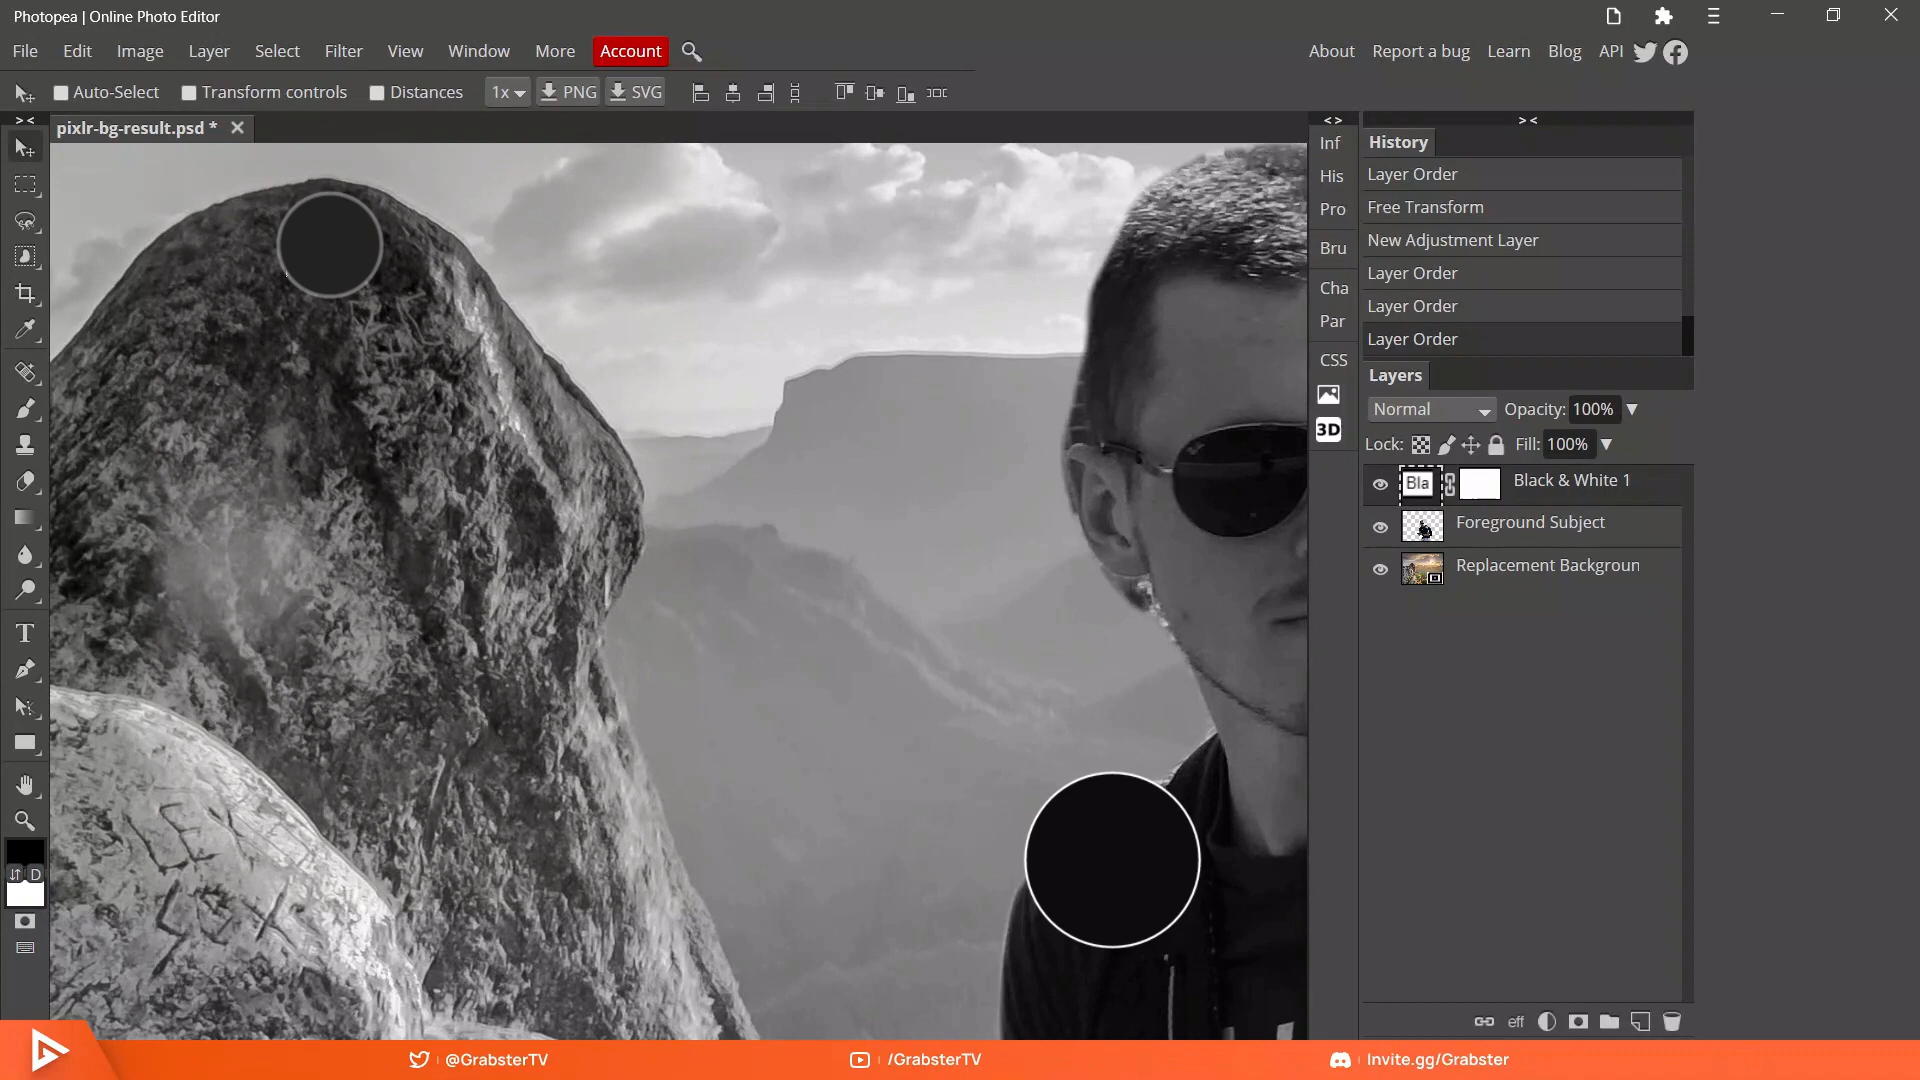 Photopea | Online Photo Editor
File Edit Image Layer Select Filter View Window More Account
About Report a bug Learn Blog API
Auto-Select Transform controls Distances 1x PNG SVG
> <
pixlr-bg-result.psd *
< >
> <
Inf
His
Pro
Bru
Cha
Par
CSS
3D
History
Layer Order
Free Transform
New Adjustment Layer
Layer Order
Layer Order
Layer Order
Layers
Normal Opacity: 100%
Lock: Fill: 100%
Bla Black & White 1
Foreground Subject
Replacement Backgroun
D
eff
@GrabsterTV /GrabsterTV Invite.gg/Grabster